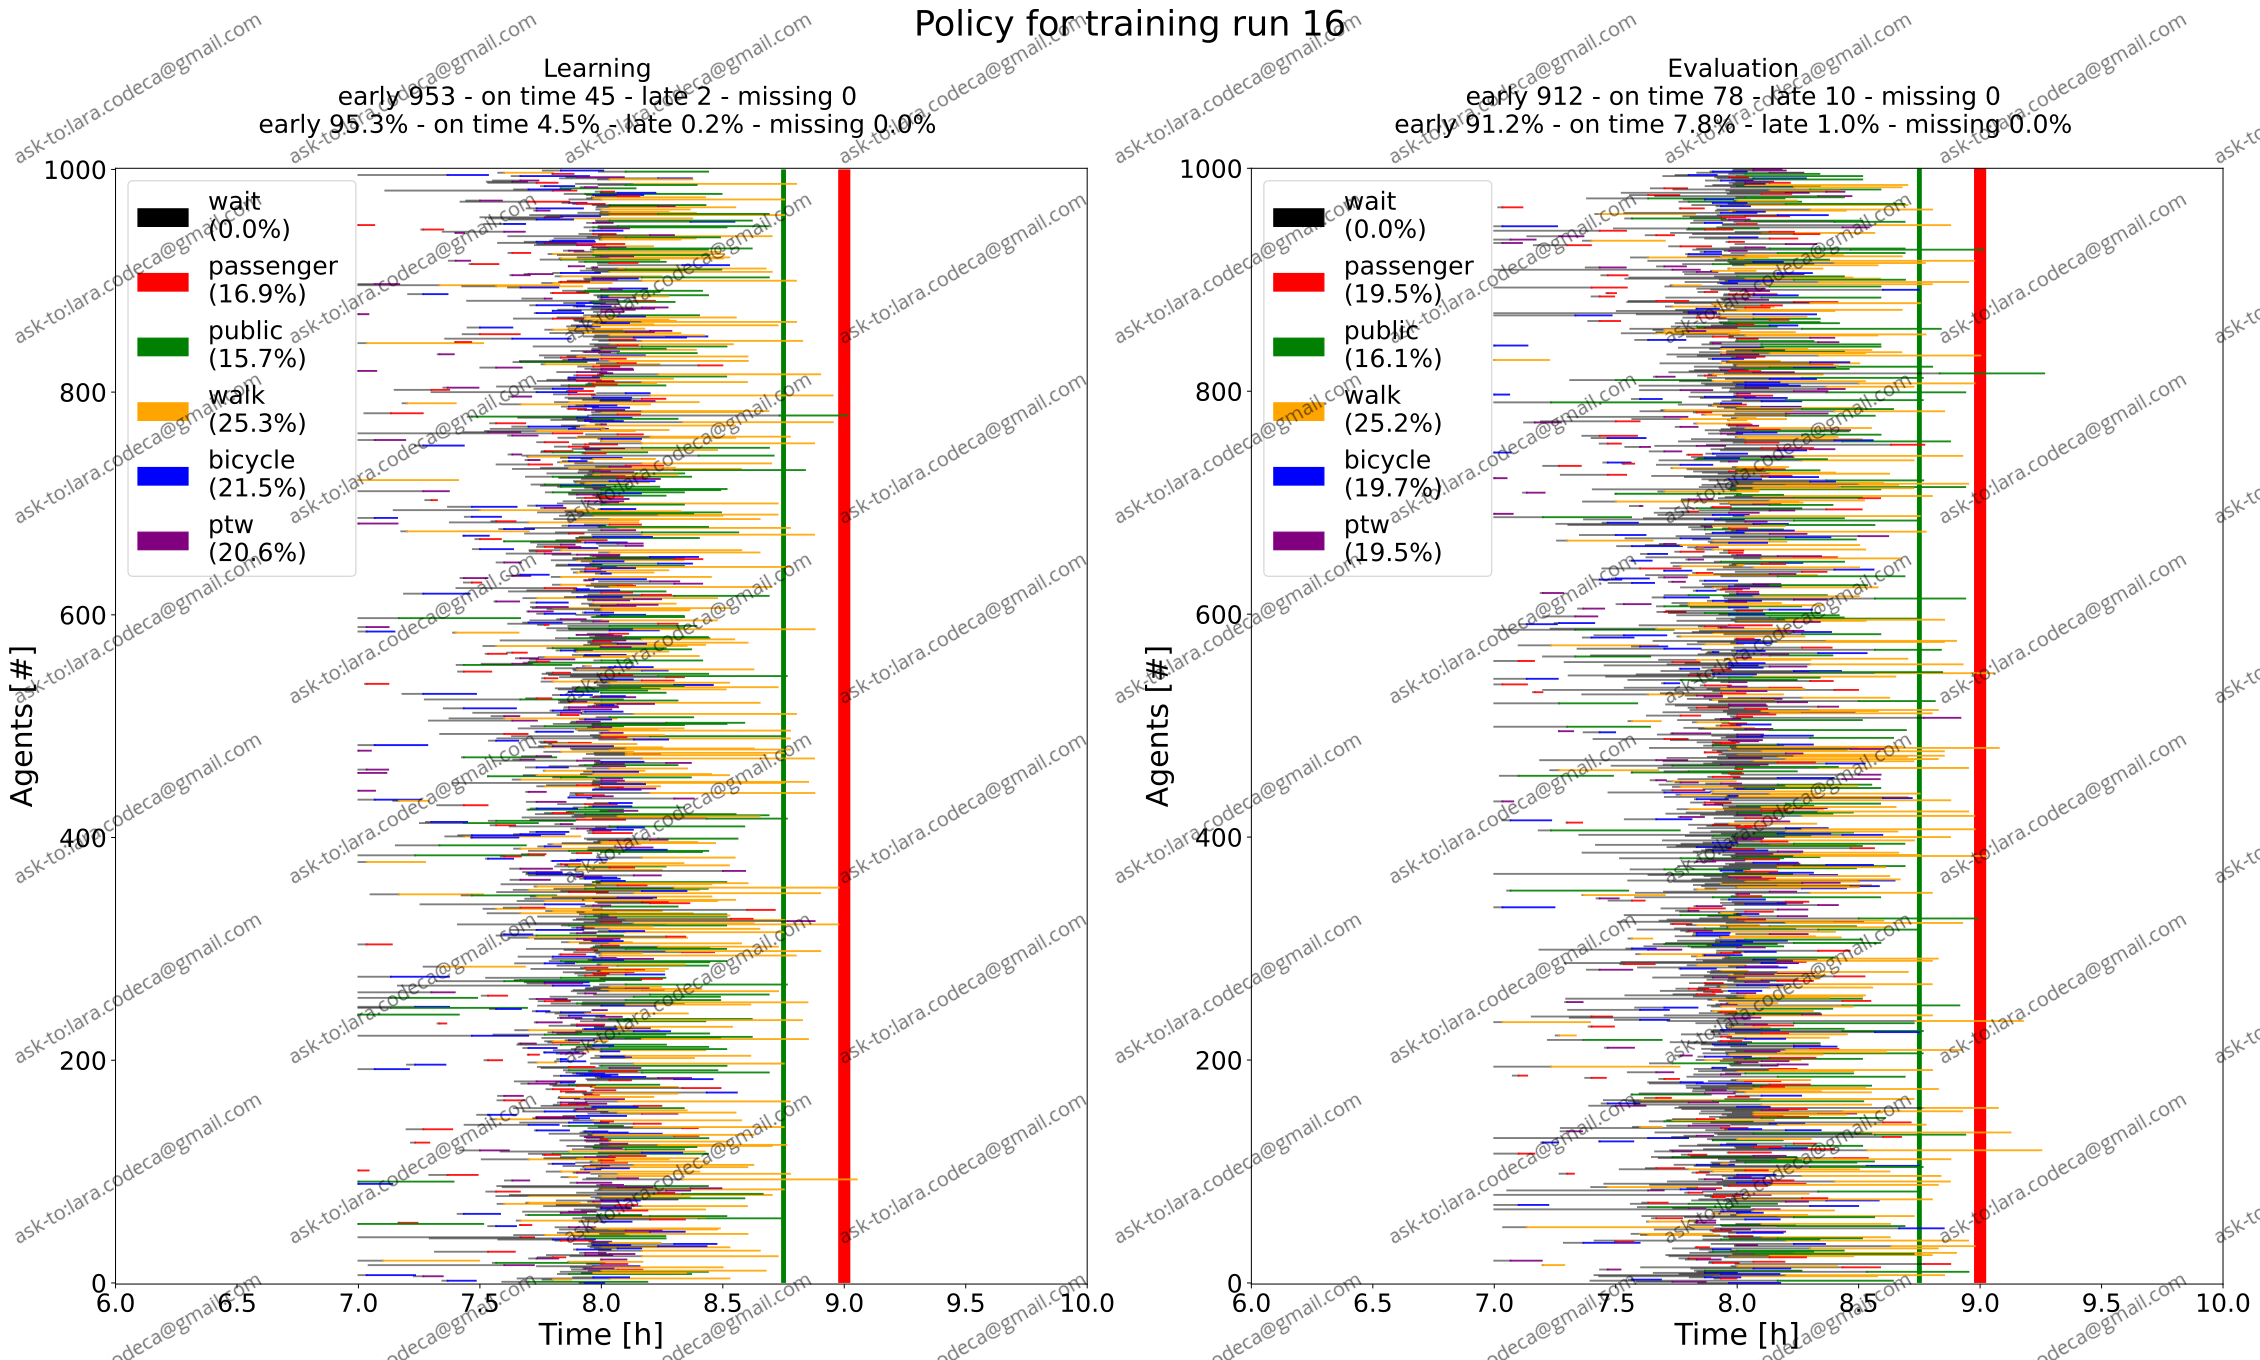 Policy for training run 16
Learning
early 953 - on time 45 - late 2 - missing 0
early 95.3% - on time 4.5% - late 0.2% - missing 0.0%
1000
800
600
400
200
0
Agents [#]
wait
(0.0%)
passenger
(16.9%)
public
(15.7%)
walk
(25.3%)
bicycle
(21.5%)
ptw
(20.6%)
6.0 6.5 7.0 7.5 8.0 8.5 9.0 9.5 10.0
Time [h]
Evaluation
early 912 - on time 78 - late 10 - missing 0
early 91.2% - on time 7.8% - late 1.0% - missing 0.0%
1000
800
600
400
200
0
Agents [#]
wait
(0.0%)
passenger
(19.5%)
public
(16.1%)
walk
(25.2%)
bicycle
(19.7%)
ptw
(19.5%)
6.0 6.5 7.0 7.5 8.0 8.5 9.0 9.5 10.0
Time [h]
ask-to:lara.codeca@gmail.com